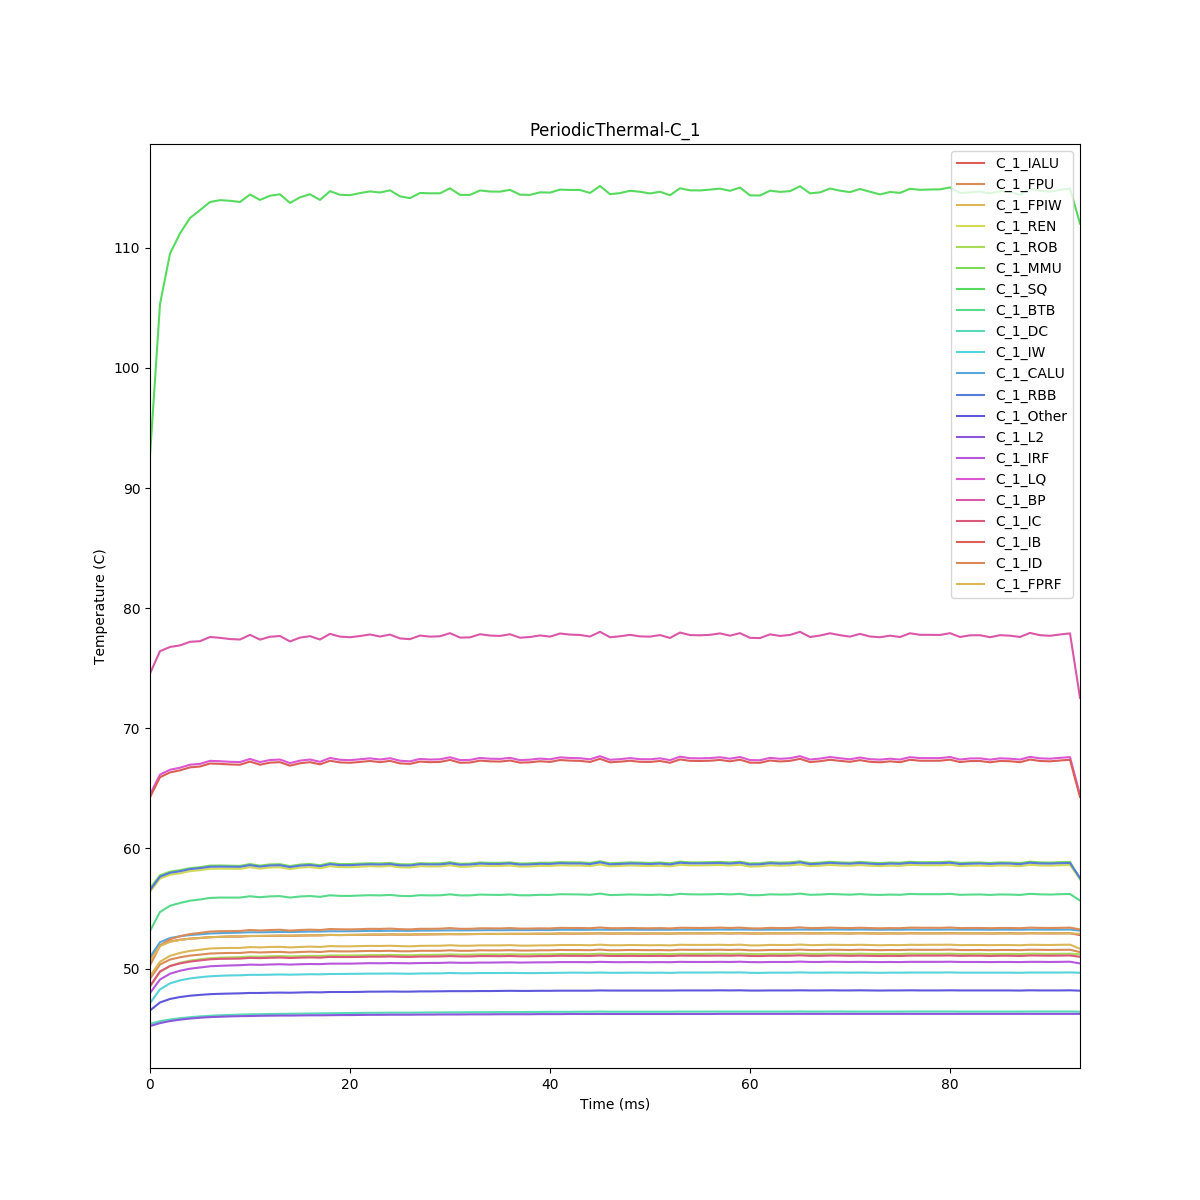 PeriodicThermal-C_1
C_1_IALU
C_1_FPU
C_1_FPIW
C_1_REN
C_1_ROB
C_1_MMU
C_1_SQ
C_1_BTB
C_1_DC
C_1_IW
C_1_CALU
C_1_RBB
C_1_Other
C_1_L2
C_1_IRF
C_1_LQ
C_1_BP
C_1_IC
C_1_IB
C_1_ID
C_1_FPRF
110
100
90
80
70
60
50
Temperature (C)
0 20 40 60 80
Time (ms)